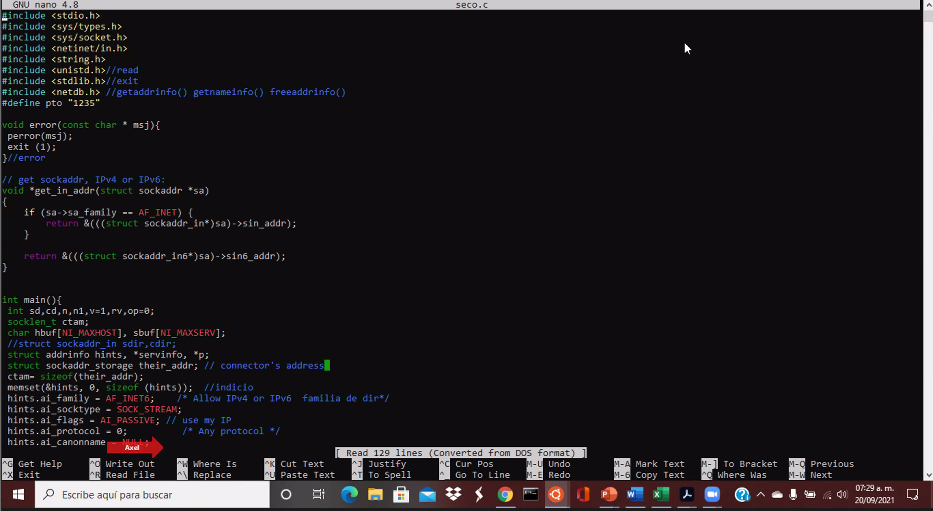 GNU nano 4.8 seco.c
#include <stdio.h>
#include <sys/types.h>
#include <sys/socket.h>
#include <netinet/in.h>
#include <string.h>
#include <unistd.h>//read
#include <stdlib.h>//exit
#include <netdb.h> //getaddrinfo() getnameinfo() freeaddrinfo()
#define pto "1235"
void error(const char * msj){
perror(msj);
exit (1);
}//error
// get sockaddr, IPv4 or IPv6:
void *get_in_addr(struct sockaddr *sa)
{
if (sa->sa_family == AF_INET) {
return &(((struct sockaddr_in*)sa)->sin_addr);
}
return &(((struct sockaddr_in6*)sa)->sin6_addr);
}
int main(){
int sd,cd,n,n1,v=1,rv,op=0;
socklen_t ctam;
char hbuf[NI_MAXHOST], sbuf[NI_MAXSERV];
//struct sockaddr_in sdir,cdir;
struct addrinfo hints, *servinfo, *p;
struct sockaddr_storage their_addr; // connector's address
ctam= sizeof(their_addr);
memset(&hints, 0, sizeof (hints)); //indicio
hints.ai_family = AF_INET6; /* Allow IPv4 or IPv6 familia de dir*/
hints.ai_socktype = SOCK_STREAM;
hints.ai_flags = AI_PASSIVE; // use my IP
hints.ai_protocol = 0; /* Any protocol */
hints.ai_canonname = NULL;
Axel
[ Read 129 lines (Converted from DOS format) ]
^G Get Help ^O Write Out ^W Where Is ^K Cut Text ^J Justify ^C Cur Pos M-U Undo M-A Mark Text M-] To Bracket M-Q Previous
^X Exit ^R Read File ^\ Replace ^U Paste Text ^T To Spell ^_ Go To Line M-E Redo M-6 Copy Text ^Q Where Was M-W Next
Escribe aquí para buscar
07:29 a. m.
20/09/2021